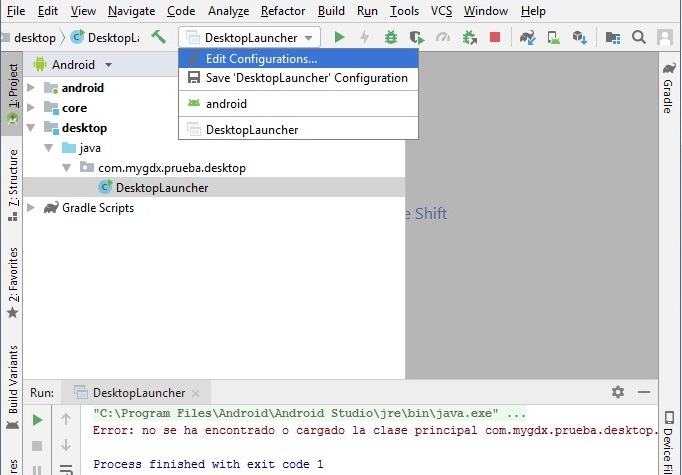 File Edit View Navigate Code Analyze Refactor Build Run Tools VCS Window Help
desktop DesktopL DesktopLauncher
Edit Configurations...
Save 'DesktopLauncher' Configuration
android
DesktopLauncher
1: Project
7: Structure
2: Favorites
Build Variants
Android
android
core
desktop
java
com.mygdx.prueba.desktop
DesktopLauncher
Gradle Scripts
Shift
Gradle
Run: DesktopLauncher
"C:\Program Files\Android\Android Studio\jre\bin\java.exe" ...
Error: no se ha encontrado o cargado la clase principal com.mygdx.prueba.desktop.
Process finished with exit code 1
Device Fil